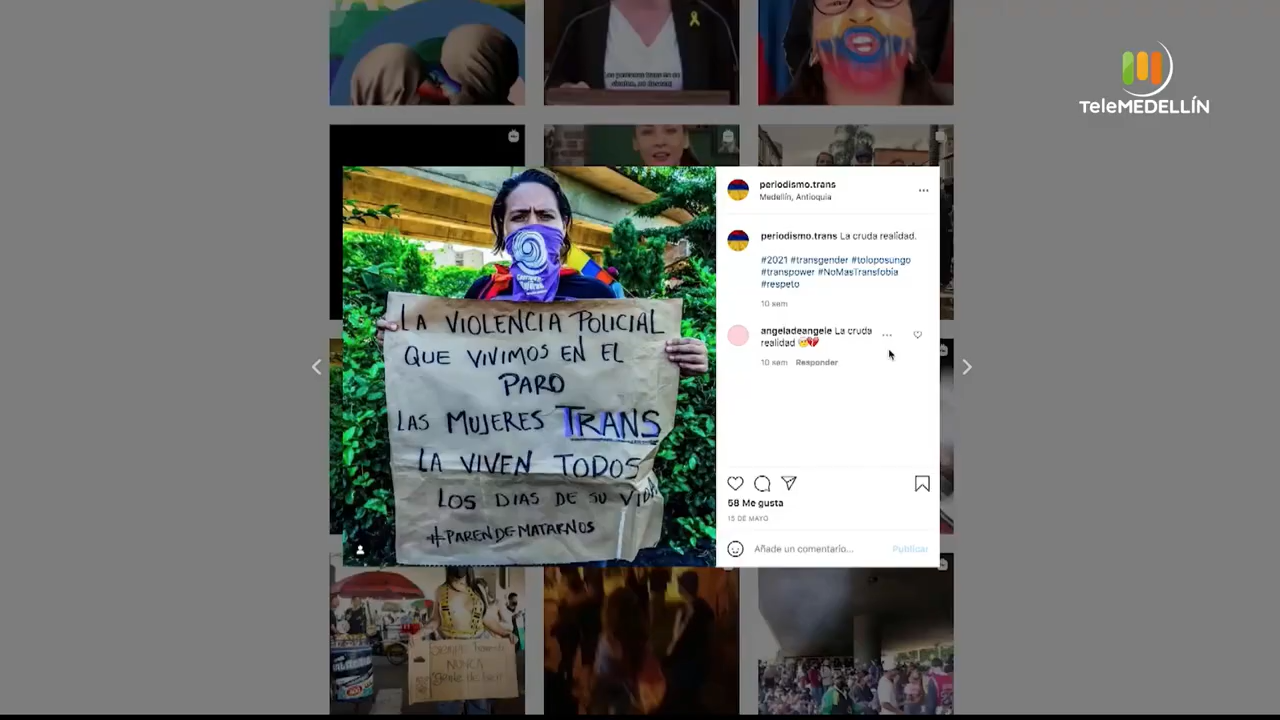 TeleMEDELLÍN
periodismo.trans
Medellín, Antioquia
periodismo.trans La cruda realidad.
#2021 #transgender #toloposungo
#transpower #NoMasTransfobia
#respeto
10 sem
angeladeangele La cruda
realidad
10 sem Responder
58 Me gusta
15 DE MAYO
Añade un comentario...
Publicar
LA VIOLENCIA POLICIAL
QUE VIVIMOS EN EL
PARO
LAS MUJERES TRANS
LA VIVEN TODOS
LOS DIAS DE SU VIDA
#PARENDEMATARNOS
NUNCA